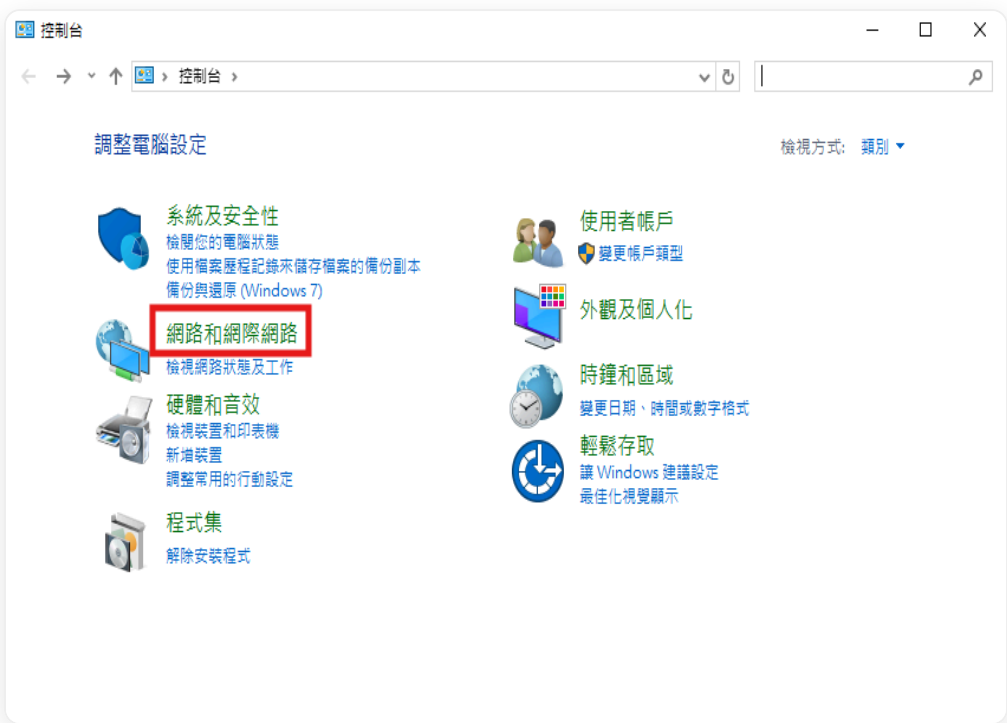 控制台
控制台
調整電腦設定
檢視方式: 類別
系統及安全性
檢閱您的電腦狀態
使用檔案歷程記錄來儲存檔案的備份副本
備份與還原 (Windows 7)
網路和網際網路
檢視網路狀態及工作
硬體和音效
檢視裝置和印表機
新增裝置
調整常用的行動設定
程式集
解除安裝程式
使用者帳戶
變更帳戶類型
外觀及個人化
時鐘和區域
變更日期、時間或數字格式
輕鬆存取
讓 Windows 建議設定
最佳化視覺顯示